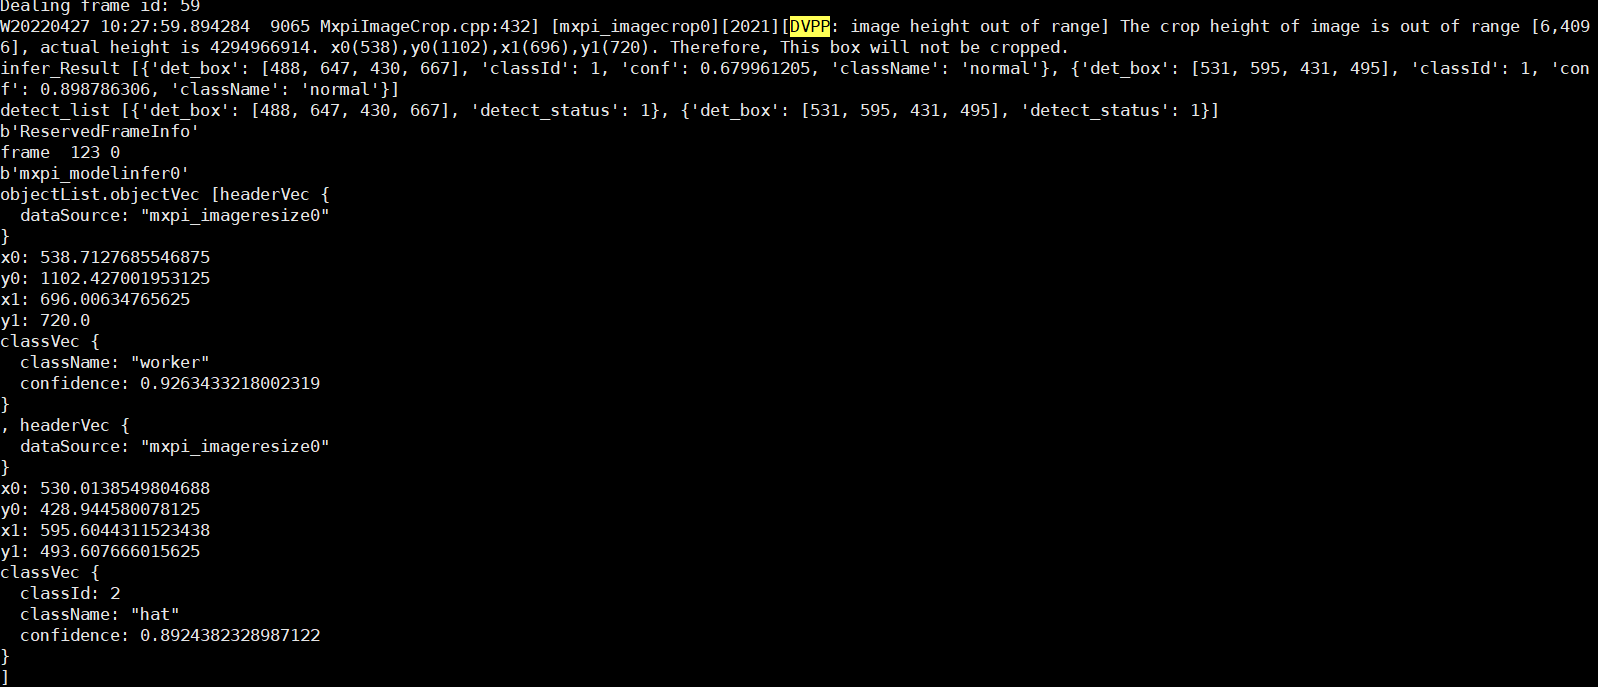 Dealing frame id: 59
W20220427 10:27:59.894284  9065 MxpiImageCrop.cpp:432] [mxpi_imagecrop0][2021][DVPP: image height out of range] The crop height of image is out of range [6,409
6], actual height is 4294966914. x0(538),y0(1102),x1(696),y1(720). Therefore, This box will not be cropped.
infer_Result [{'det_box': [488, 647, 430, 667], 'classId': 1, 'conf': 0.679961205, 'className': 'normal'}, {'det_box': [531, 595, 431, 495], 'classId': 1, 'con
f': 0.898786306, 'className': 'normal'}]
detect_list [{'det_box': [488, 647, 430, 667], 'detect_status': 1}, {'det_box': [531, 595, 431, 495], 'detect_status': 1}]
b'ReservedFrameInfo'
frame  123 0
b'mxpi_modelinfer0'
objectList.objectVec [headerVec {
  dataSource: "mxpi_imageresize0"
}
x0: 538.7127685546875
y0: 1102.427001953125
x1: 696.00634765625
y1: 720.0
classVec {
  className: "worker"
  confidence: 0.9263433218002319
}
, headerVec {
  dataSource: "mxpi_imageresize0"
}
x0: 530.0138549804688
y0: 428.944580078125
x1: 595.6044311523438
y1: 493.607666015625
classVec {
  classId: 2
  className: "hat"
  confidence: 0.8924382328987122
}
]